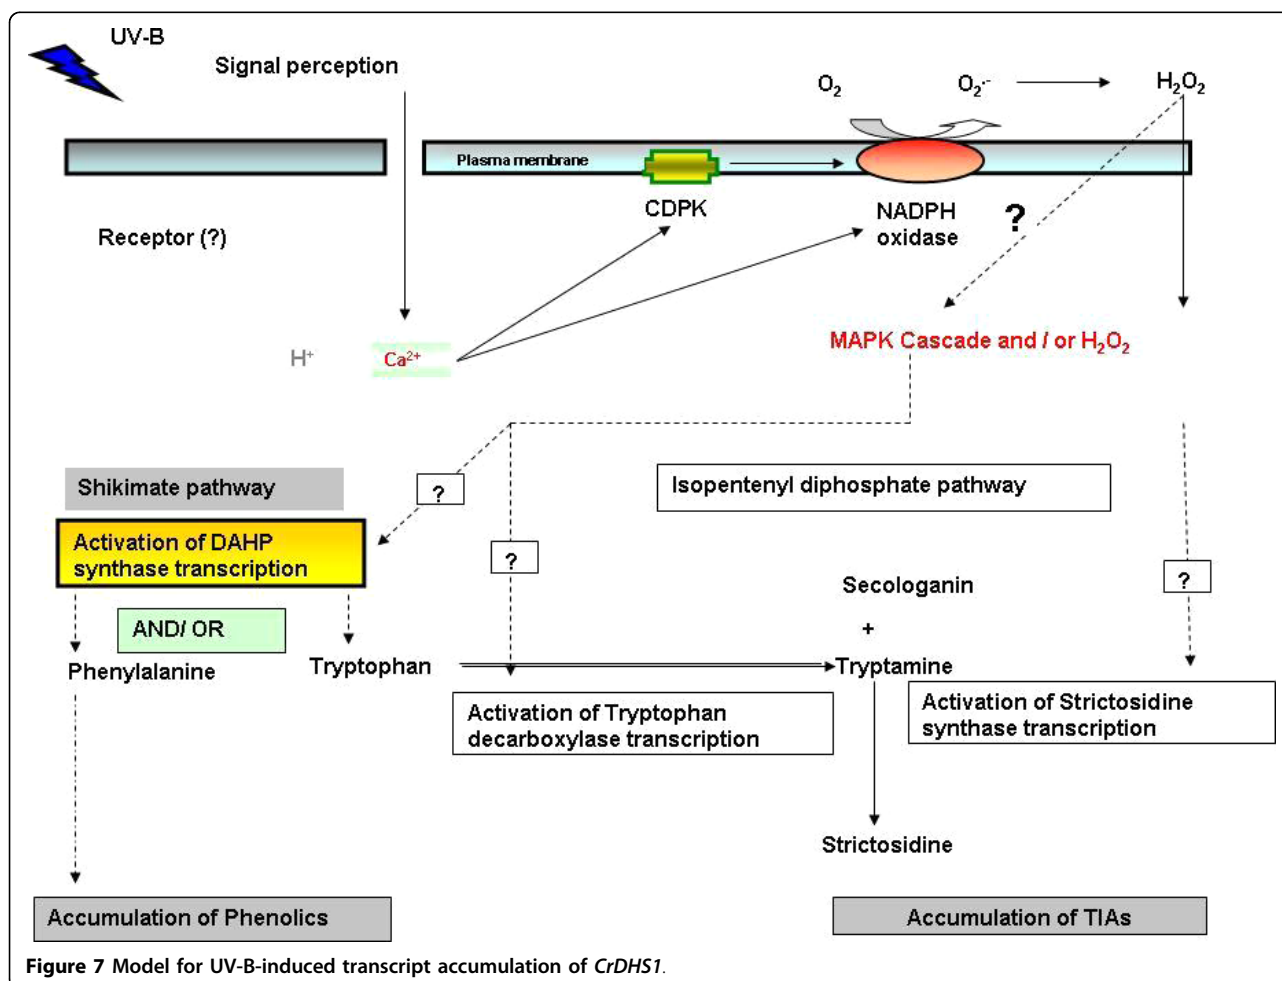 UV-B
Signal perception
O₂
O₂·-
H₂O₂
Plasma membrane
CDPK
NADPH
oxidase
?
Receptor (?)
H⁺
Ca²⁺
MAPK Cascade and / or H₂O₂
Shikimate pathway
?
Isopentenyl diphosphate pathway
Activation of DAHP
synthase transcription
?
?
Secologanin
+
AND/ OR
Phenylalanine
Tryptophan
Tryptamine
Activation of Tryptophan
decarboxylase transcription
Activation of Strictosidine
synthase transcription
Strictosidine
Accumulation of Phenolics
Accumulation of TIAs
Figure 7 Model for UV-B-induced transcript accumulation of CrDHS1.